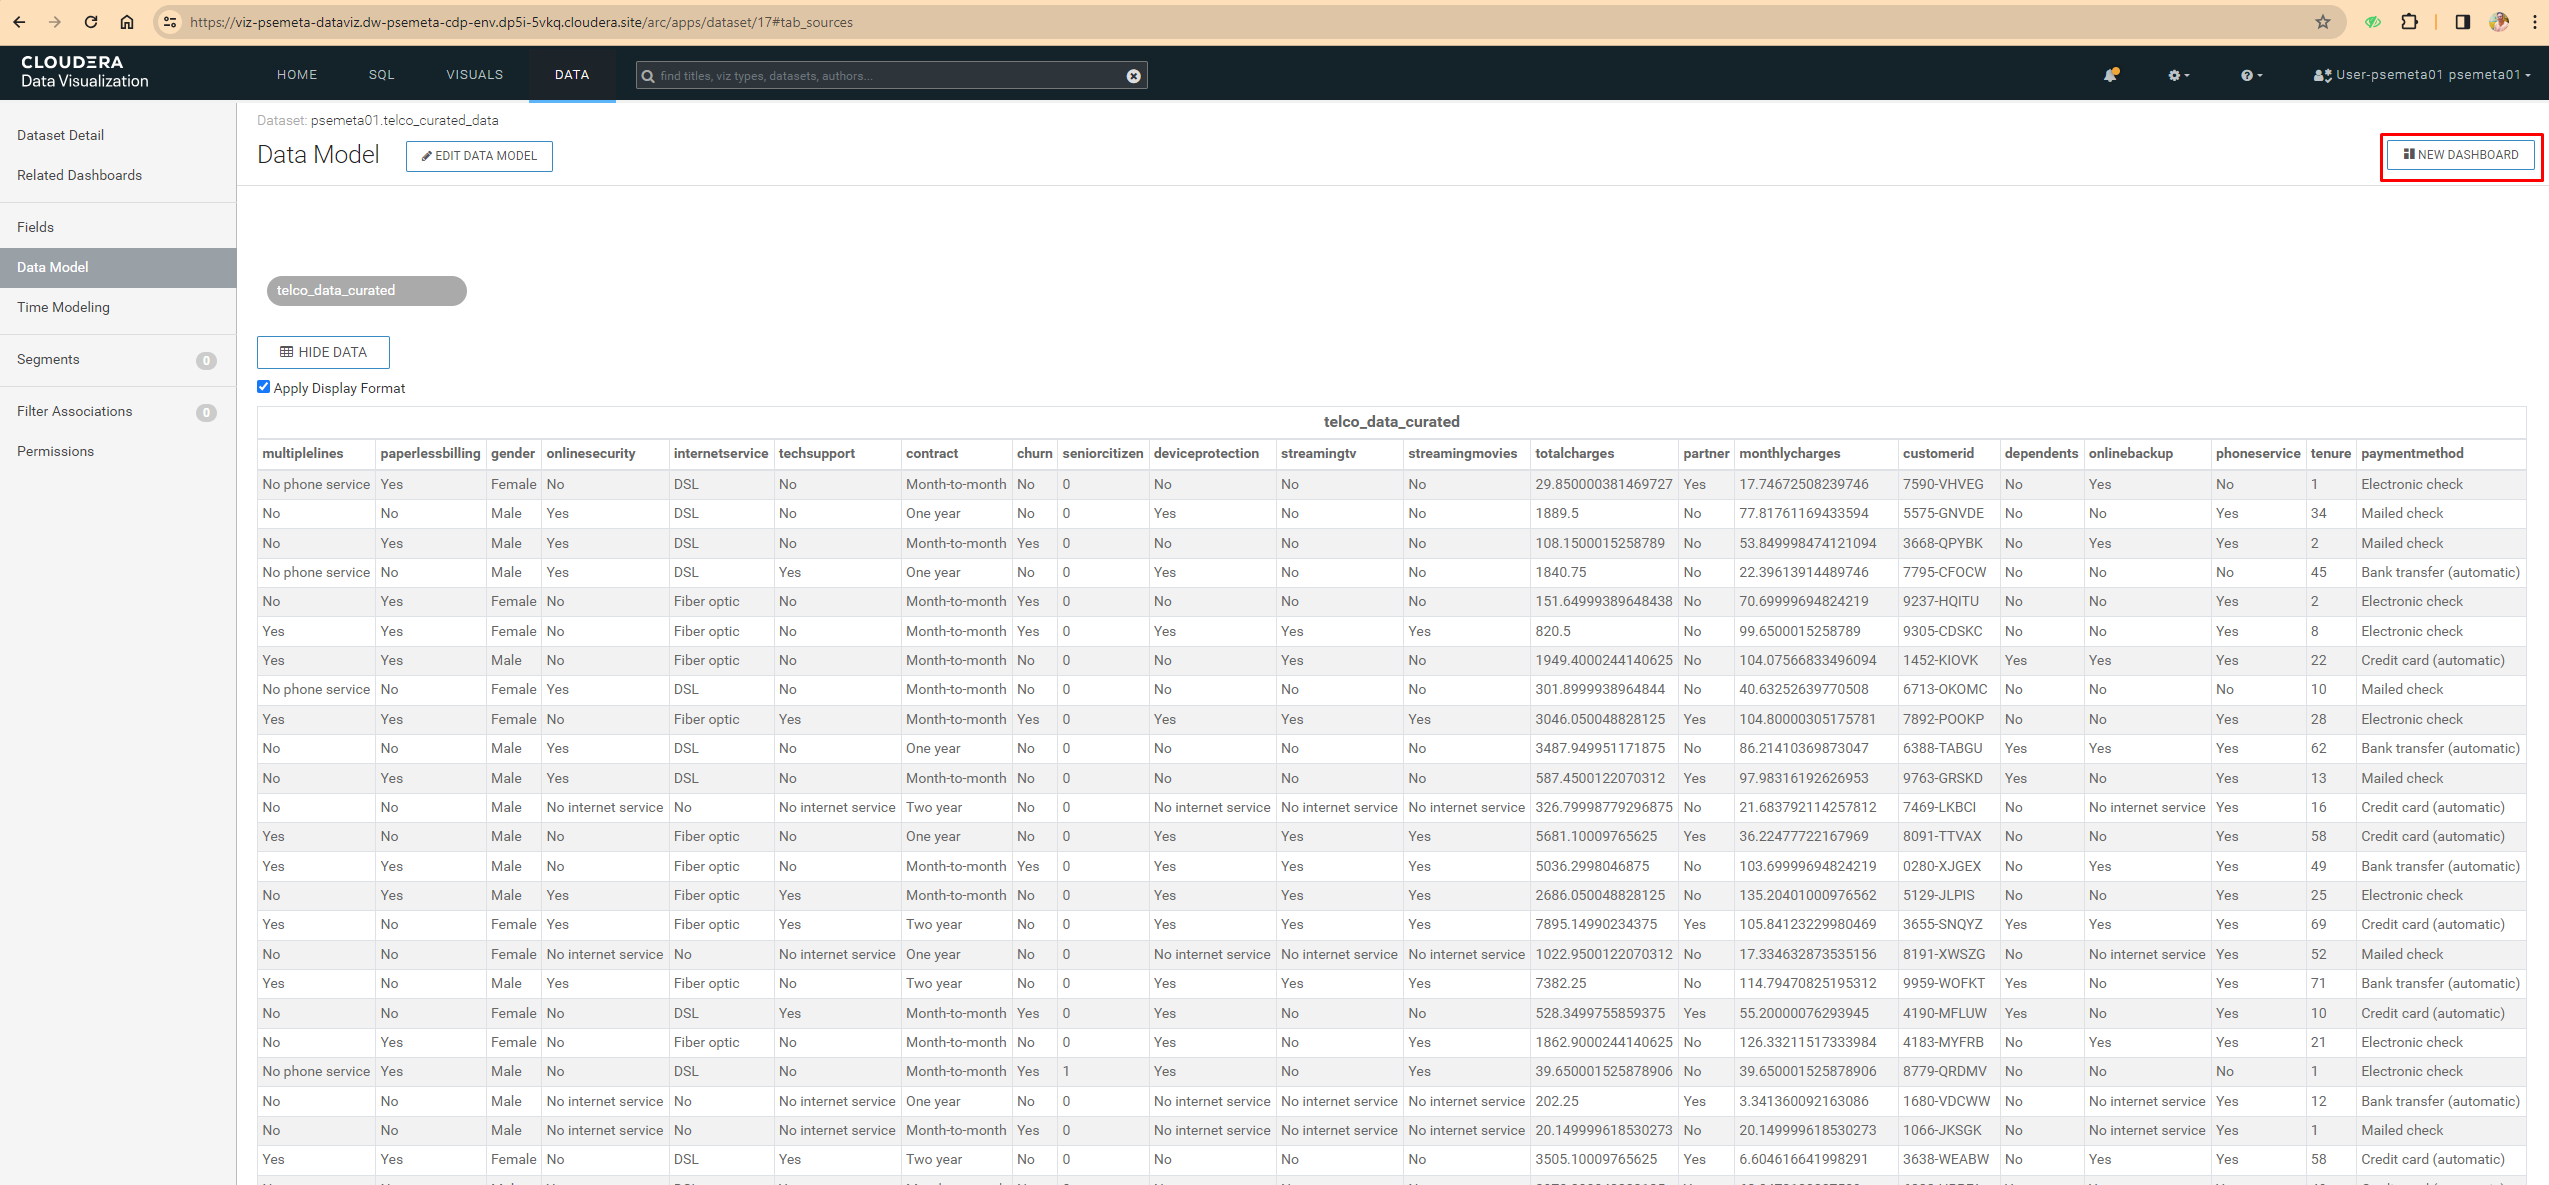 https://viz-psemeta-dataviz.dw-psemeta-cdp-env.dp5i-5vkq.cloudera.site/arc/apps/dataset/17#tab_sources
CLOUDERA
Data Visualization
HOME SQL VISUALS DATA find titles, viz types, datasets, authors... User-psemeta01 psemeta01
Dataset Detail
Related Dashboards
Fields
Data Model
Time Modeling
Segments 0
Filter Associations 0
Permissions
Dataset: psemeta01.telco_curated_data
Data Model EDIT DATA MODEL NEW DASHBOARD
telco_data_curated
HIDE DATA
Apply Display Format
telco_data_curated
multiplelines paperlessbilling gender onlinesecurity internetservice techsupport contract churn seniorcitizen deviceprotection streamingtv streamingmovies totalcharges partner monthlycharges customerid dependents onlinebackup phoneservice tenure paymentmethod
No phone service Yes Female No DSL No Month-to-month No 0 No No No 29.850000381469727 Yes 17.74672508239746 7590-VHVEG No Yes No 1 Electronic check
No No Male Yes DSL No One year No 0 Yes No No 1889.5 No 77.81761169433594 5575-GNVDE No No Yes 34 Mailed check
No Yes Male Yes DSL No Month-to-month Yes 0 No No No 108.1500015258789 No 53.849998474121094 3668-QPYBK No Yes Yes 2 Mailed check
No phone service No Male Yes DSL Yes One year No 0 Yes No No 1840.75 No 22.39613914489746 7795-CFOCW No No No 45 Bank transfer (automatic)
No Yes Female No Fiber optic No Month-to-month Yes 0 No No No 151.64999389648438 No 70.69999694824219 9237-HQITU No No Yes 2 Electronic check
Yes Yes Female No Fiber optic No Month-to-month Yes 0 Yes Yes Yes 820.5 No 99.6500015258789 9305-CDSKC No No Yes 8 Electronic check
Yes Yes Male No Fiber optic No Month-to-month No 0 No Yes No 1949.4000244140625 No 104.07566833496094 1452-KIOVK Yes Yes Yes 22 Credit card (automatic)
No phone service No Female Yes DSL No Month-to-month No 0 No No No 301.8999938964844 No 40.63252639770508 6713-OKOMC No No No 10 Mailed check
Yes Yes Female No Fiber optic Yes Month-to-month Yes 0 Yes Yes Yes 3046.050048828125 Yes 104.80000305175781 7892-POOKP No No Yes 28 Electronic check
No No Male Yes DSL No One year No 0 No No No 3487.949951171875 No 86.21410369873047 6388-TABGU Yes Yes Yes 62 Bank transfer (automatic)
No Yes Male Yes DSL No Month-to-month No 0 No No No 587.4500122070312 Yes 97.98316192626953 9763-GRSKD Yes No Yes 13 Mailed check
No No Male No internet service No No internet service Two year No 0 No internet service No internet service No internet service 326.79998779296875 No 21.683792114257812 7469-LKBCI No No internet service Yes 16 Credit card (automatic)
Yes No Male No Fiber optic No One year No 0 Yes Yes Yes 5681.10009765625 Yes 36.22477722167969 8091-TTVAX No No Yes 58 Credit card (automatic)
Yes Yes Male No Fiber optic No Month-to-month Yes 0 Yes Yes Yes 5036.2998046875 No 103.69999694824219 0280-XJGEX No Yes Yes 49 Bank transfer (automatic)
No Yes Male Yes Fiber optic Yes Month-to-month No 0 Yes Yes Yes 2686.050048828125 No 135.20401000976562 5129-JLPIS No No Yes 25 Electronic check
Yes No Female Yes Fiber optic Yes Two year No 0 Yes Yes Yes 7895.14990234375 Yes 105.84123229980469 3655-SNQYZ Yes Yes Yes 69 Credit card (automatic)
No No Female No internet service No No internet service One year No 0 No internet service No internet service No internet service 1022.9500122070312 No 17.334632873535156 8191-XWSZG No No internet service Yes 52 Mailed check
Yes No Male Yes Fiber optic No Two year No 0 Yes Yes Yes 7382.25 No 114.79470825195312 9959-WOFKT Yes No Yes 71 Bank transfer (automatic)
No No Female No DSL Yes Month-to-month Yes 0 Yes No No 528.3499755859375 Yes 55.20000076293945 4190-MFLUW Yes No Yes 10 Credit card (automatic)
No Yes Female No Fiber optic No Month-to-month No 0 Yes No Yes 1862.9000244140625 No 126.33211517333984 4183-MYFRB No Yes Yes 21 Electronic check
No phone service Yes Male No DSL No Month-to-month Yes 1 Yes No Yes 39.650001525878906 No 39.650001525878906 8779-QRDMV No No No 1 Electronic check
No No Male No internet service No No internet service One year No 0 No internet service No internet service No internet service 202.25 Yes 3.341360092163086 1680-VDCWW No No internet service Yes 12 Bank transfer (automatic)
No No Male No internet service No No internet service Month-to-month Yes 0 No internet service No internet service No internet service 20.149999618530273 No 20.149999618530273 1066-JKSGK No No internet service Yes 1 Mailed check
Yes Yes Female No DSL Yes Two year No 0 No No No 3505.10009765625 Yes 6.604616641998291 3638-WEABW No Yes Yes 58 Credit card (automatic)